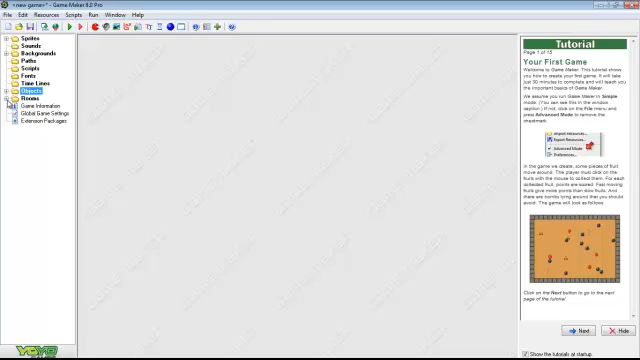 <new game>* - Game Maker 8.0 Pro
File Edit Resources Scripts Run Window Help
Sprites
Sounds
Backgrounds
Paths
Scripts
Fonts
Time Lines
Objects
Rooms
Game Information
Global Game Settings
Extension Packages
YOYO
Tutorial
Page 1 of 15
Your First Game
Welcome to Game Maker. This tutorial shows
you how to create your first game. It will take
just 30 minutes to complete and will teach you
the important basics of Game Maker.
We assume you run Game Maker in Simple
mode. (You can see this in the window
caption.) If not, click on the File menu and
press Advanced Mode to remove the
checkmark.
Import Resources...
Export Resources...
Advanced Mode
Preferences...
In the game we create, some pieces of fruit
move around. The player must click on the
fruits with the mouse to collect them. For each
collected fruit, points are scored. Fast moving
fruits give more points than slow fruits. And
there are bombs lying around that you should
avoid. The game will look as follows
Click on the Next button to go to the next
page of the tutorial.
Next Hide
Show the tutorials at startup